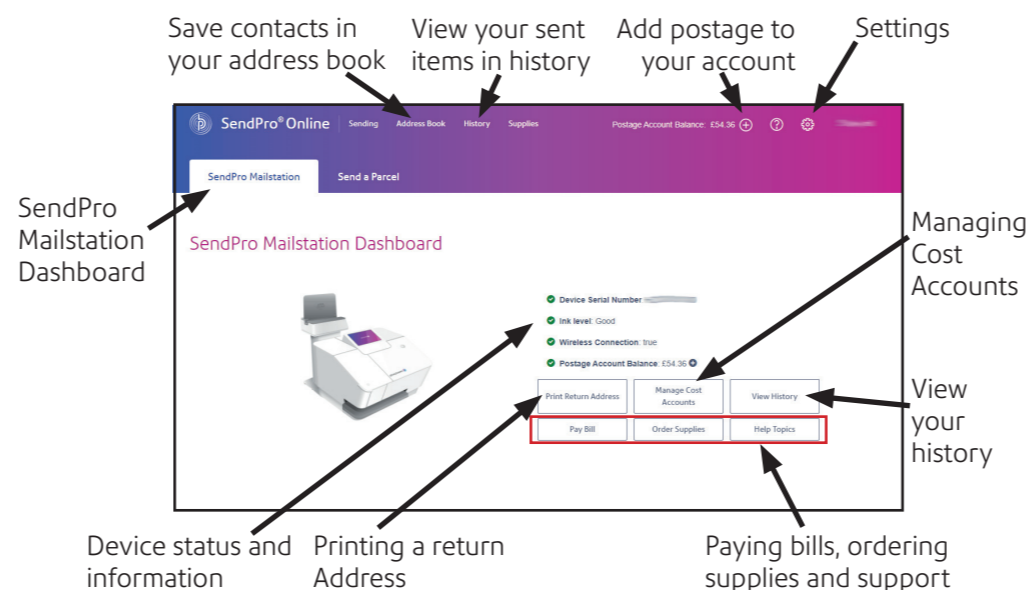 Save contacts in
your address book
View your sent
items in history
Add postage to
your account
Settings
SendPro® Online
Sending
Address Book
History
Supplies
Postage Account Balance: £54.36
SendPro Mailstation
Send a Parcel
SendPro
Mailstation
Dashboard
SendPro Mailstation Dashboard
Managing
Cost
Accounts
Device Serial Number
Ink level: Good
Wireless Connection: true
Postage Account Balance: £54.36
Print Return Address
Manage Cost
Accounts
View History
Pay Bill
Order Supplies
Help Topics
View
your
history
Device status and
information
Printing a return
Address
Paying bills, ordering
supplies and support